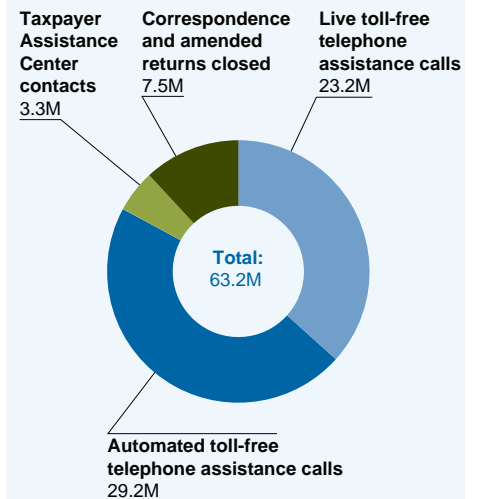 Taxpayer
Assistance
Center
contacts
3.3M
Correspondence
and amended
returns closed
7.5M
Live toll-free
telephone
assistance calls
23.2M
Total:
63.2M
Automated toll-free
telephone assistance calls
29.2M